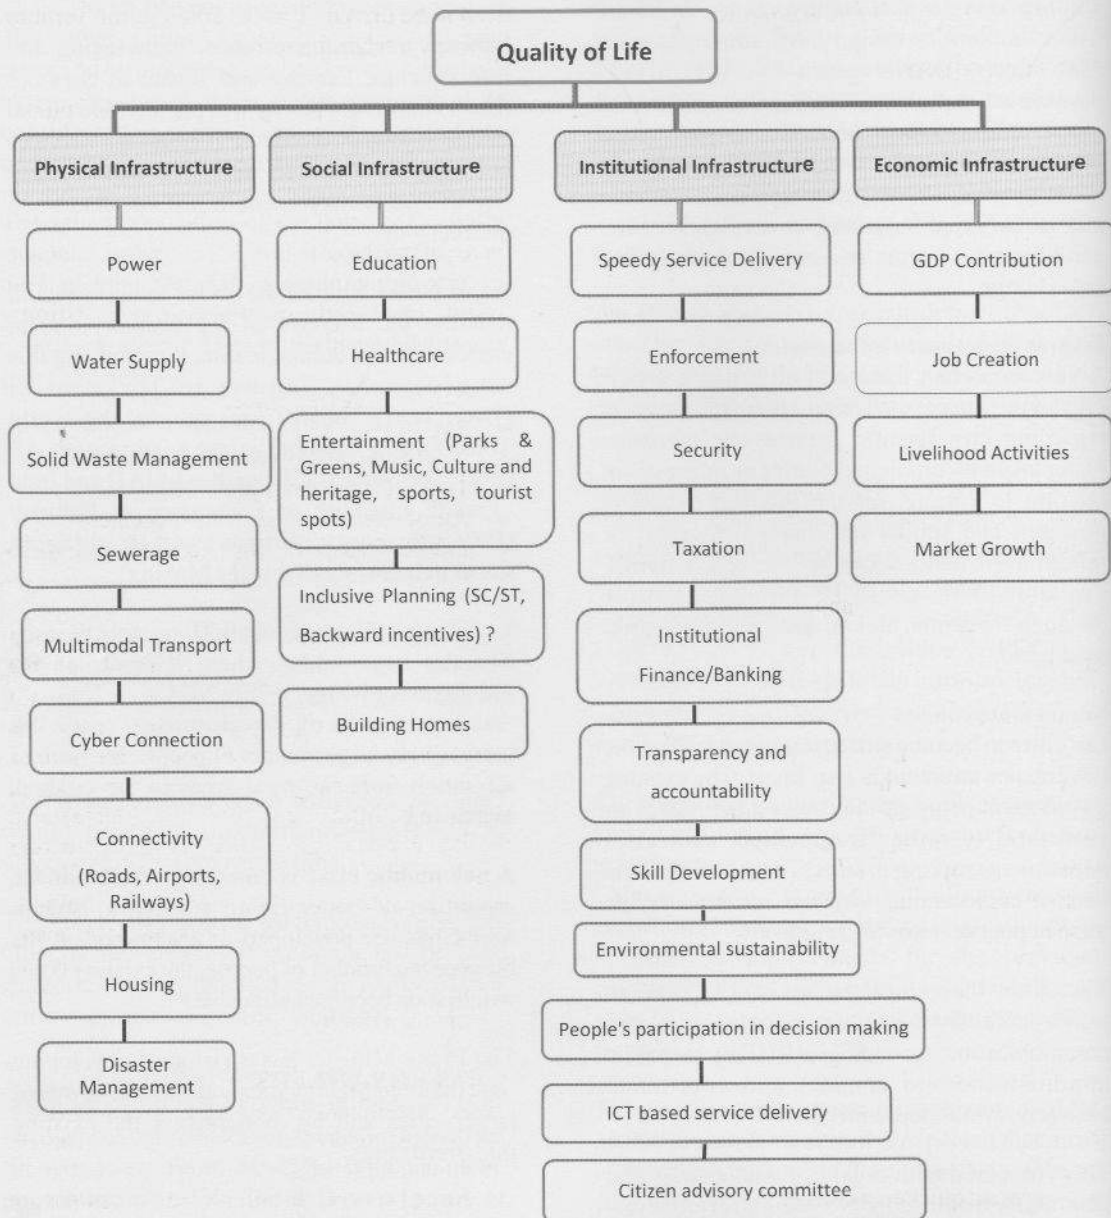 Quality of Life
Physical Infrastructure
Social Infrastructure
Institutional Infrastructure
Economic Infrastructure
Power
Water Supply
Solid Waste Management
Sewerage
Multimodal Transport
Cyber Connection
Connectivity
(Roads, Airports,
Railways)
Housing
Disaster
Management
Education
Healthcare
Entertainment (Parks &
Greens, Music, Culture and
heritage, sports, tourist
spots)
Inclusive Planning (SC/ST,
Backward incentives) ?
Building Homes
Speedy Service Delivery
Enforcement
Security
Taxation
Institutional
Finance/Banking
Transparency and
accountability
Skill Development
Environmental sustainability
People's participation in decision making
ICT based service delivery
Citizen advisory committee
GDP Contribution
Job Creation
Livelihood Activities
Market Growth